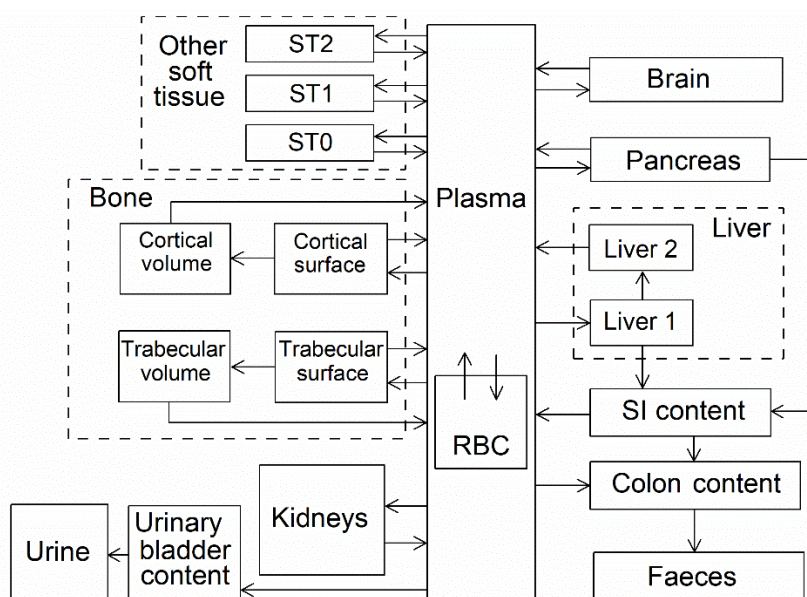 Other
soft
tissue
ST2
ST1
ST0
Bone
Cortical
volume
Cortical
surface
Trabecular
volume
Trabecular
surface
Plasma
RBC
Kidneys
Urinary
bladder
content
Urine
Brain
Pancreas
Liver
Liver 2
Liver 1
SI content
Colon content
Faeces